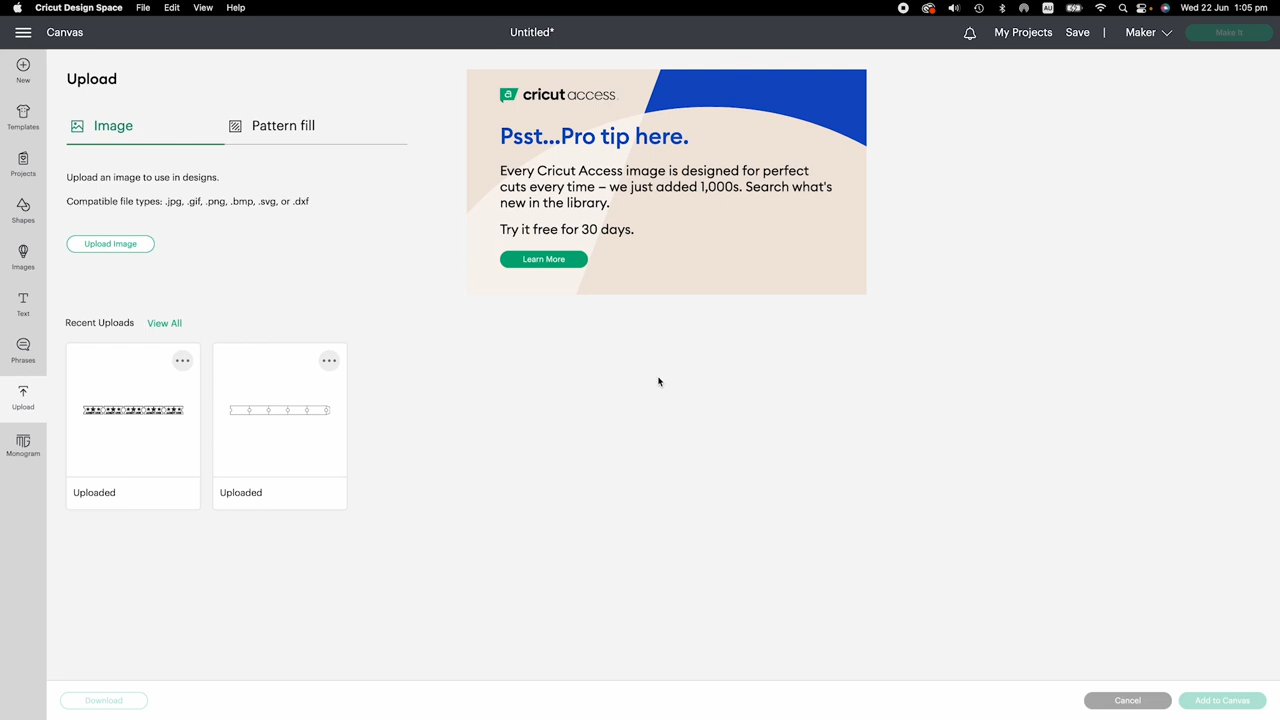 Cricut Design Space File Edit View Help
AU Wed 22 Jun 1:05 pm
Canvas
Untitled*
My Projects Save | Maker Make It
New
Templates
Projects
Shapes
Images
Text
Phrases
Upload
Monogram
Upload
Image Pattern fill
Upload an image to use in designs.
Compatible file types: .jpg, .gif, .png, .bmp, .svg, or .dxf
Upload Image
Recent Uploads View All
Uploaded
Uploaded
cricut access.
Psst...Pro tip here.
Every Cricut Access image is designed for perfect
cuts every time – we just added 1,000s. Search what's
new in the library.
Try it free for 30 days.
Learn More
Download
Cancel
Add to Canvas